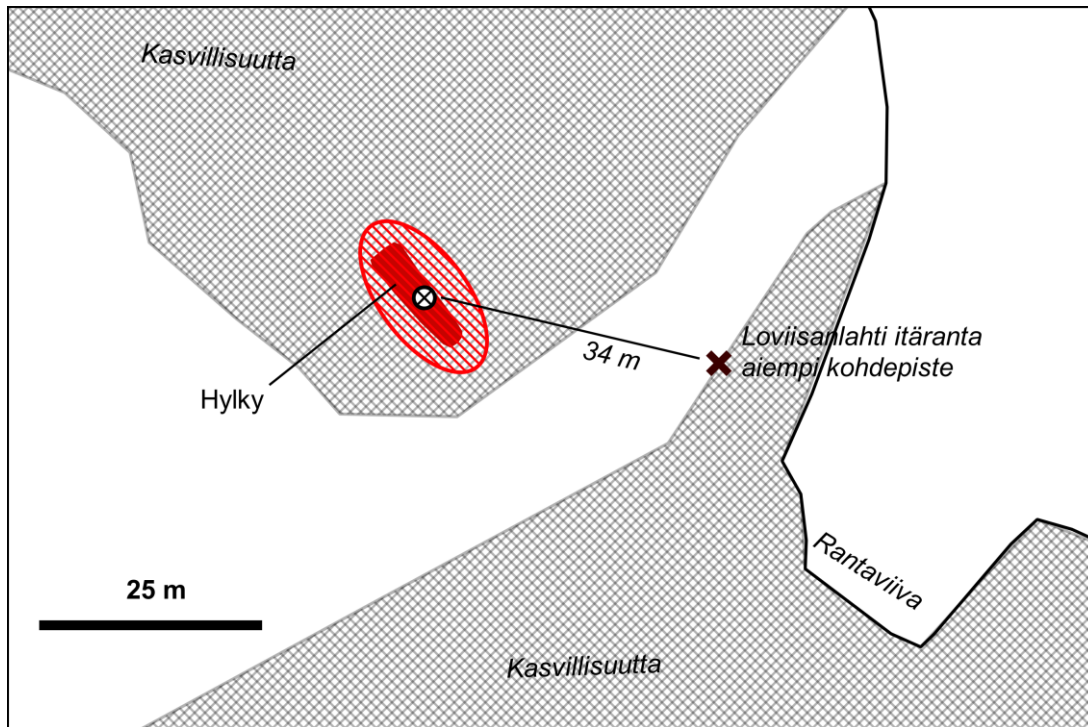 Kasvillisuutta
Loviisanlahti itäranta
aiempi kohdepiste
34 m
Hylky
Rantaviiva
25 m
Kasvillisuutta